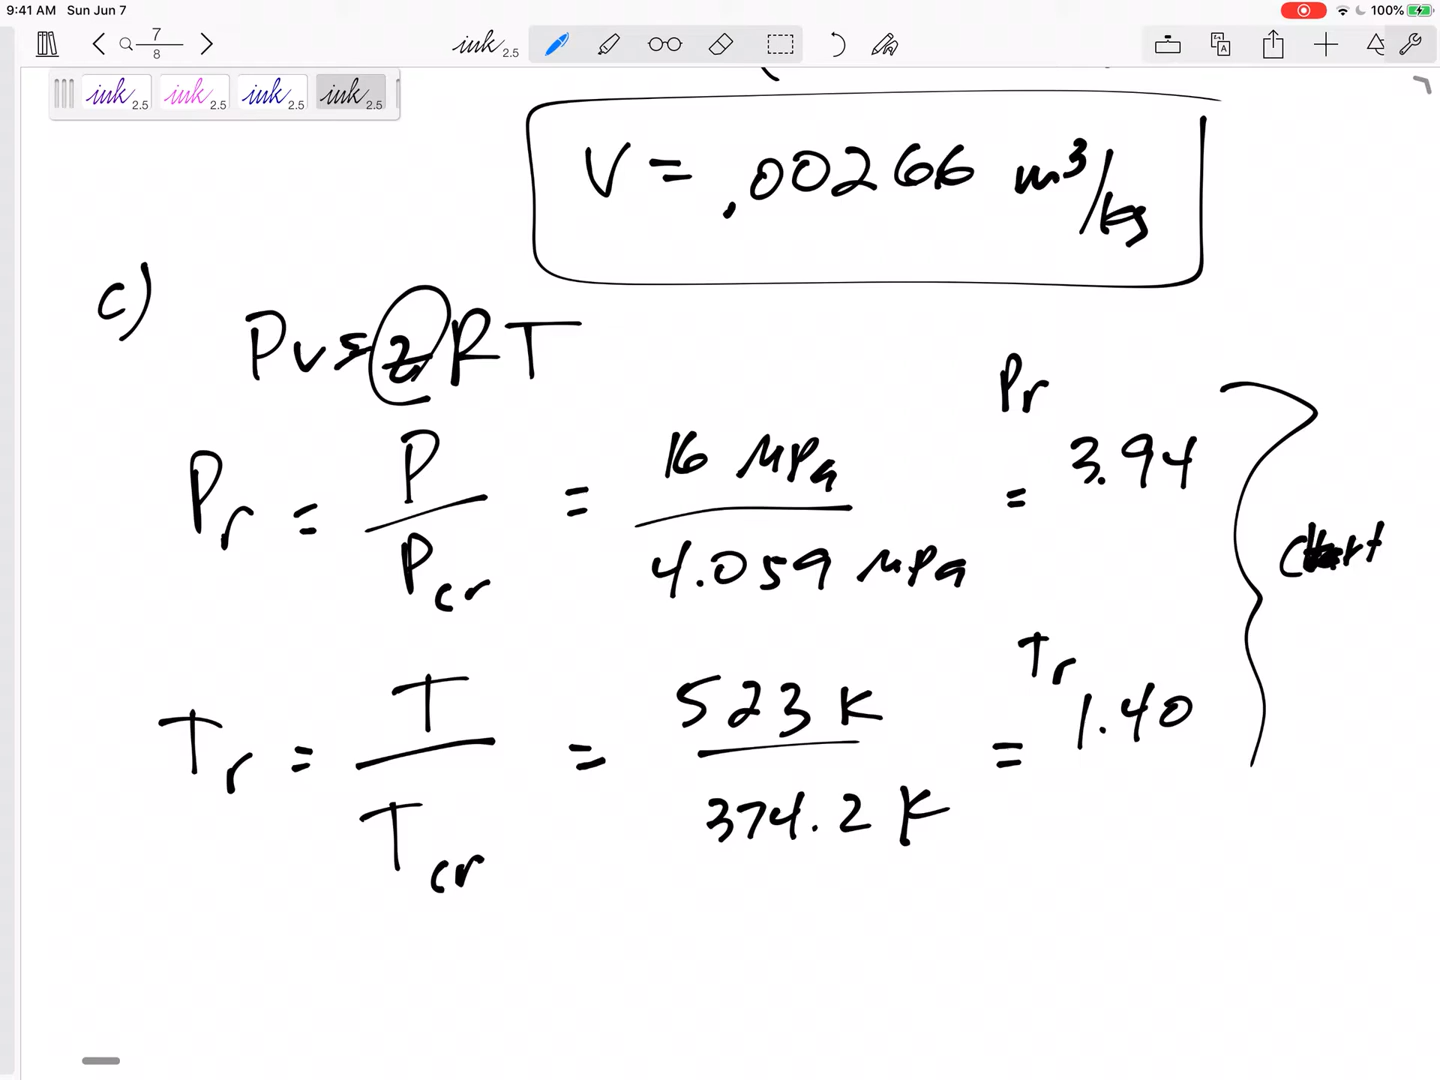 9:41 AM Sun Jun 7
100%
7
8
ink 2.5
ink 2.5 ink 2.5 ink 2.5 ink 2.5
V = .00266 m³/kg
c)
Pv = zRT
Pr
Pr = P / Pcr = 16 MPa / 4.059 MPa = 3.94
Chart
Tr
Tr = T / Tcr = 523 K / 374.2 K = 1.40